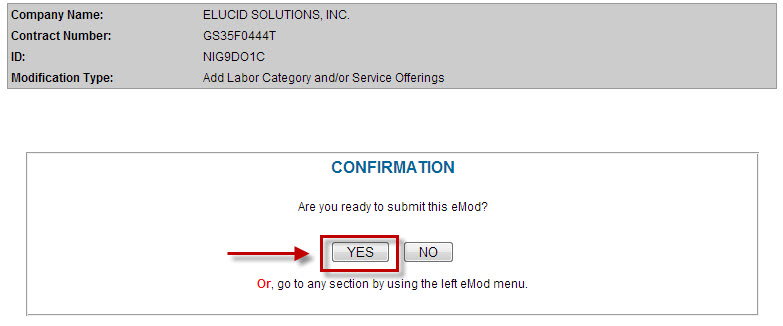 Company Name: ELUCID SOLUTIONS, INC.
Contract Number: GS35F0444T
ID: NIG9DO1C
Modification Type: Add Labor Category and/or Service Offerings
CONFIRMATION
Are you ready to submit this eMod?
YES NO
Or, go to any section by using the left eMod menu.